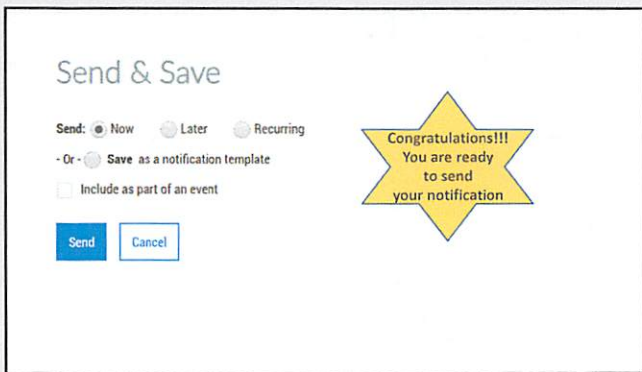 Send & Save
Send: Now Later Recurring
- Or - Save as a notification template
Include as part of an event
Send Cancel
Congratulations!!!
You are ready
to send
your notification